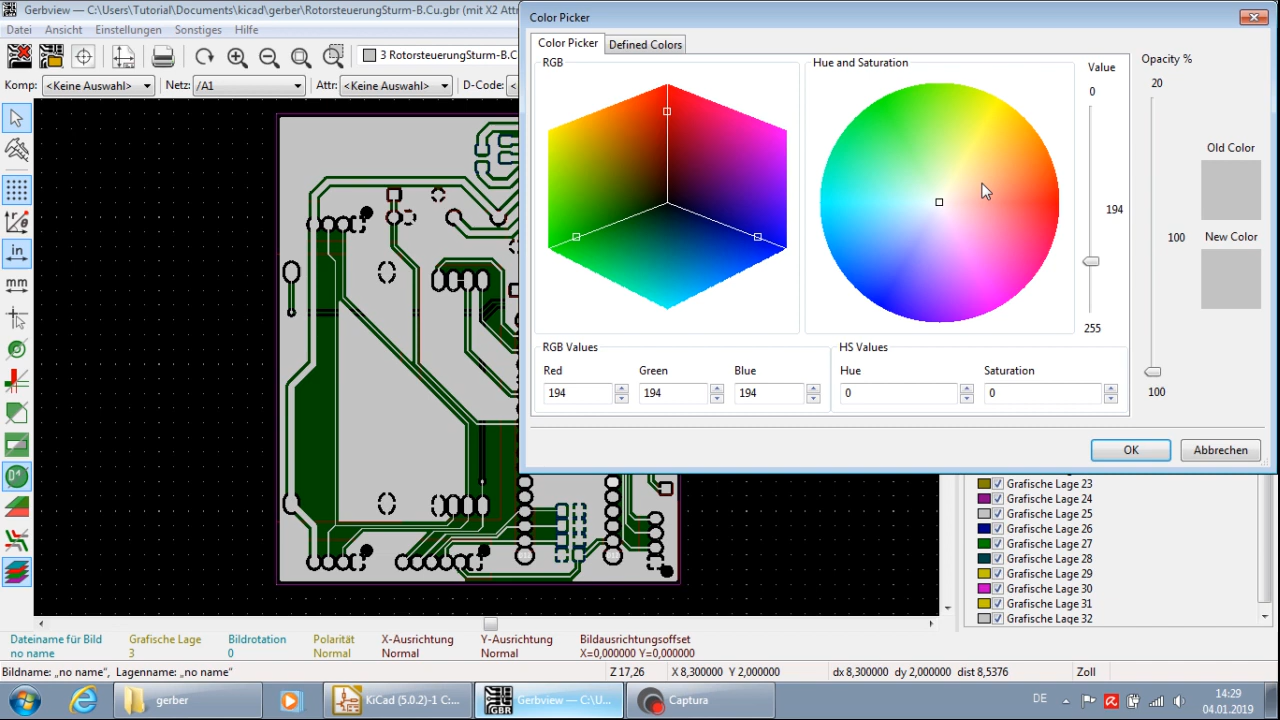 Gerbview — C:\Users\Tutorial\Documents\kicad\gerber\RotorsteuerungSturm-B.Cu.gbr (mit X2 Attr
Datei Ansicht Einstellungen Sonstiges Hilfe
3 RotorsteuerungSturm-B.C
Komp: <Keine Auswahl> Netz: /A1 Attr: <Keine Auswahl> D-Code: <
in
mm
Color Picker
Color Picker Defined Colors
RGB
Hue and Saturation
Value
0
194
255
Opacity %
20
100
100
Old Color
New Color
RGB Values
Red Green Blue
194 194 194
HS Values
Hue Saturation
0 0
OK Abbrechen
Grafische Lage 23
Grafische Lage 24
Grafische Lage 25
Grafische Lage 26
Grafische Lage 27
Grafische Lage 28
Grafische Lage 29
Grafische Lage 30
Grafische Lage 31
Grafische Lage 32
Dateiname für Bild Grafische Lage Bildrotation Polarität X-Ausrichtung Y-Ausrichtung Bildausrichtungsoffset
no name 3 0 Normal Normal Normal X=0,000000 Y=0,000000
Bildname: „no name“, Lagenname: „no name“ Z 17,26 X 8,300000 Y 2,000000 dx 8,300000 dy 2,000000 dist 8,5376 Zoll
gerber
KiCad (5.0.2)-1 C:...
GBR
Gerbview — C:\U...
Captura
DE
14:29
04.01.2019